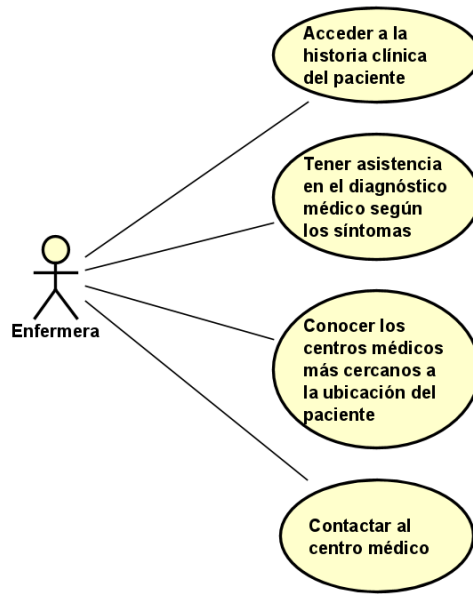 Acceder a la
historia clínica
del paciente
Tener asistencia
en el diagnóstico
médico según
los síntomas
Enfermera
Conocer los
centros médicos
más cercanos a
la ubicación del
paciente
Contactar al
centro médico